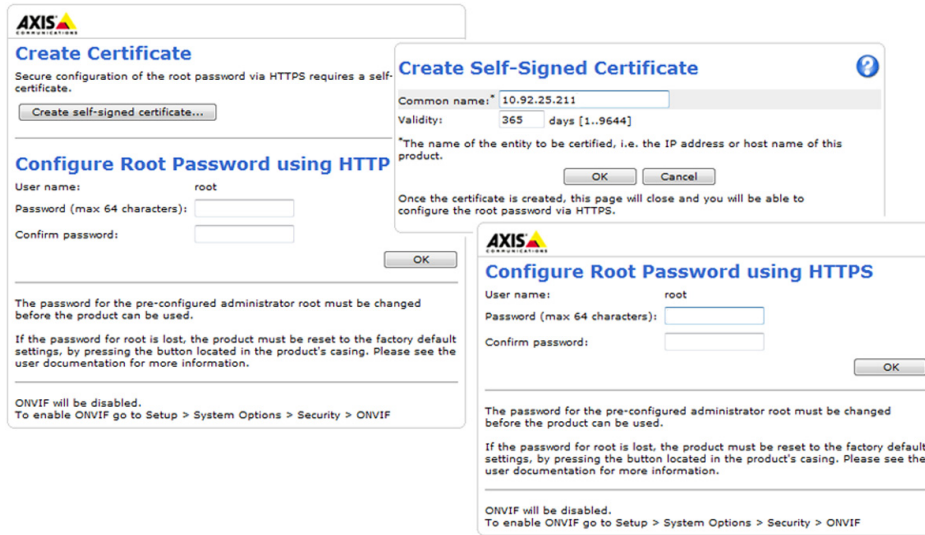 AXIS
COMMUNICATIONS
Create Certificate
Secure configuration of the root password via HTTPS requires a self-
certificate.
Create self-signed certificate...
Configure Root Password using HTTP
User name: root
Password (max 64 characters):
Confirm password:
OK
The password for the pre-configured administrator root must be changed
before the product can be used.
If the password for root is lost, the product must be reset to the factory default
settings, by pressing the button located in the product's casing. Please see the
user documentation for more information.
ONVIF will be disabled.
To enable ONVIF go to Setup > System Options > Security > ONVIF
Create Self-Signed Certificate
?
Common name:* 10.92.25.211
Validity: 365 days [1..9644]
*The name of the entity to be certified, i.e. the IP address or host name of this
product.
OK Cancel
Once the certificate is created, this page will close and you will be able to
configure the root password via HTTPS.
AXIS
COMMUNICATIONS
Configure Root Password using HTTPS
User name: root
Password (max 64 characters):
Confirm password:
OK
The password for the pre-configured administrator root must be changed
before the product can be used.
If the password for root is lost, the product must be reset to the factory default
settings, by pressing the button located in the product's casing. Please see the
user documentation for more information.
ONVIF will be disabled.
To enable ONVIF go to Setup > System Options > Security > ONVIF